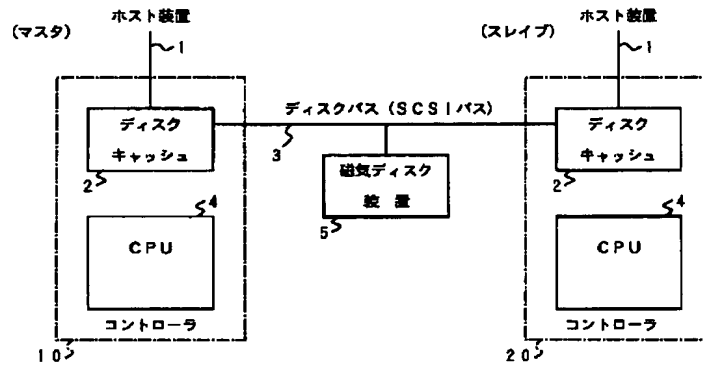 ホスト装置
ホスト装置
(マスタ)
(スレイブ)
1
1
ディスクバス(SCSIバス)
ディスク
キャッシュ
ディスク
キャッシュ
3
2
2
磁気ディスク
装 置
4
4
5
CPU
CPU
コントローラ
コントローラ
10
20